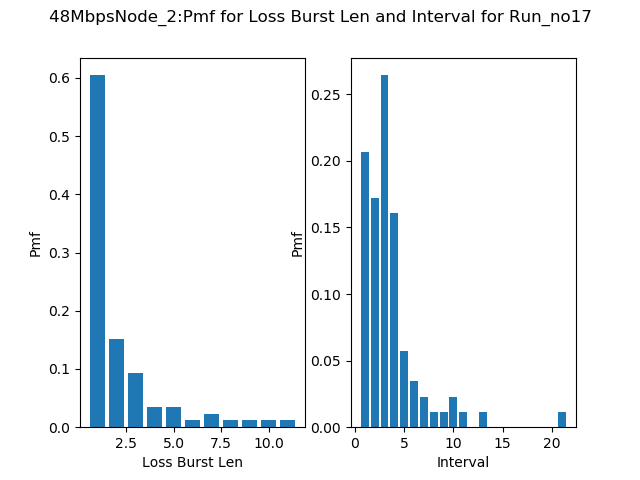 48MbpsNode_2:Pmf for Loss Burst Len and Interval for Run_no17
0.6
0.5
0.4
0.3
0.2
0.1
0.0
Pmf
2.5 5.0 7.5 10.0
Loss Burst Len
0.25
0.20
0.15
0.10
0.05
0.00
Pmf
0 5 10 15 20
Interval